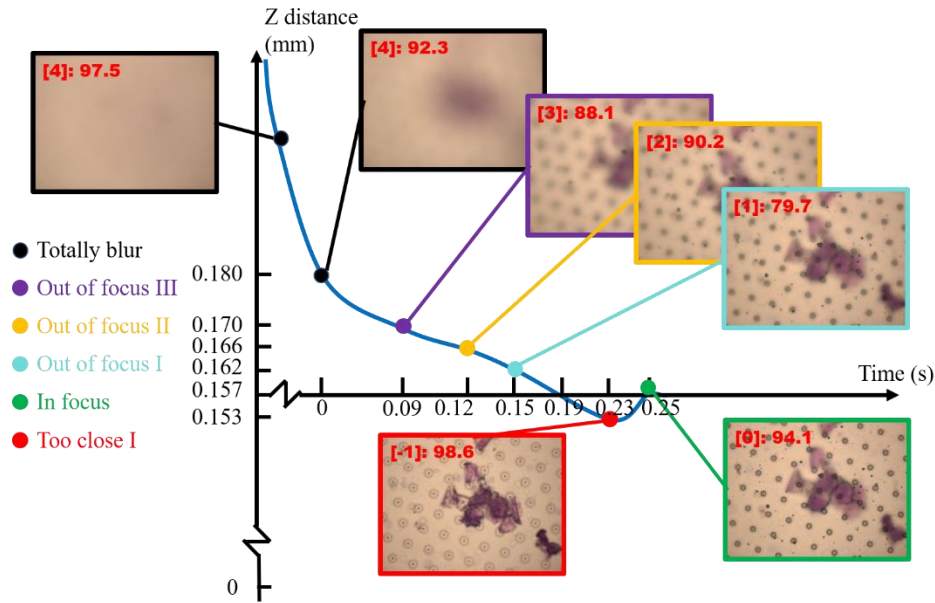 Z distance
(mm)
[4]: 97.5
[4]: 92.3
[3]: 88.1
[2]: 90.2
[1]: 79.7
Totally blur
Out of focus III
Out of focus II
Out of focus I
In focus
Too close I
0.180
0.170
0.166
0.162
0.157
0.153
0
Time (s)
0
0.09
0.12
0.15
0.19
0.23
0.25
[-1]: 98.6
[0]: 94.1